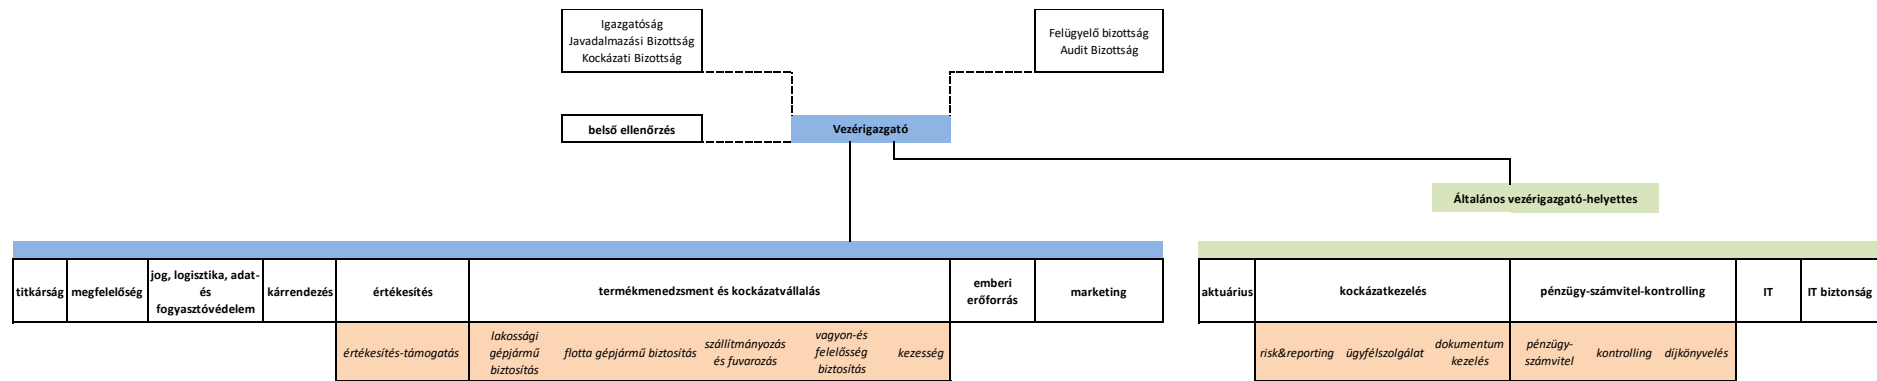 Igazgatóság
Javadalmazási Bizottság
Kockázati Bizottság
Felügyelő bizottság
Audit Bizottság
belső ellenőrzés
Vezérigazgató
Általános vezérigazgató-helyettes
titkárság
megfelelőség
jog, logisztika, adat-
és
fogyasztóvédelem
kárrendezés
értékesítés
termékmenedzsment és kockázatvállalás
emberi
erőforrás
marketing
aktuárius
kockázatkezelés
pénzügy-számvitel-kontrolling
IT
IT biztonság
értékesítés-támogatás
lakossági
gépjármű
biztosítás
flotta gépjármű biztosítás
szállítmányozás
és fuvarozás
vagyon-és
felelősség
biztosítás
kezesség
risk&reporting
ügyfélszolgálat
dokumentum
kezelés
pénzügy-
számvitel
kontrolling
díjkönyvelés